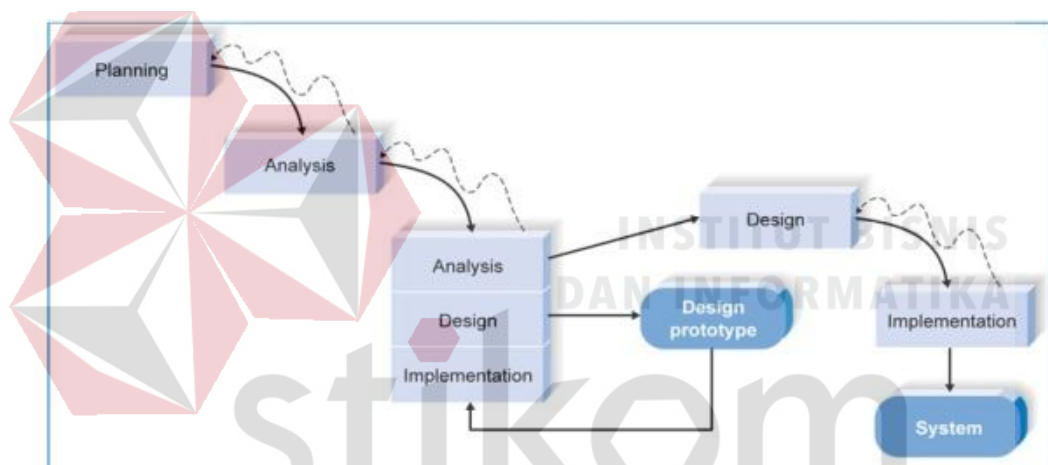 Planning
Analysis
Analysis
Design
Implementation
Design
prototype
Design
Implementation
System
INSTITUT BISNIS
DAN INFORMATIKA
stikom